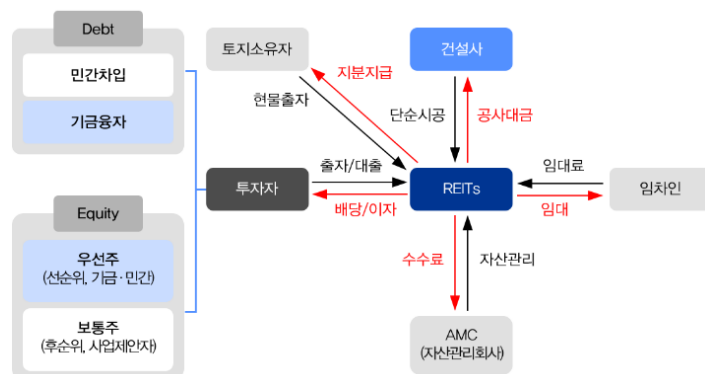 Debt
민간차입
기금융자
Equity
우선주
(선순위, 기금·민간)
보통주
(후순위, 사업제안자)
토지소유자
건설사
지분지급
현물출자
단순시공
공사대금
투자자
출자/대출
배당/이자
REITs
임대료
임대
임차인
수수료
자산관리
AMC
(자산관리회사)